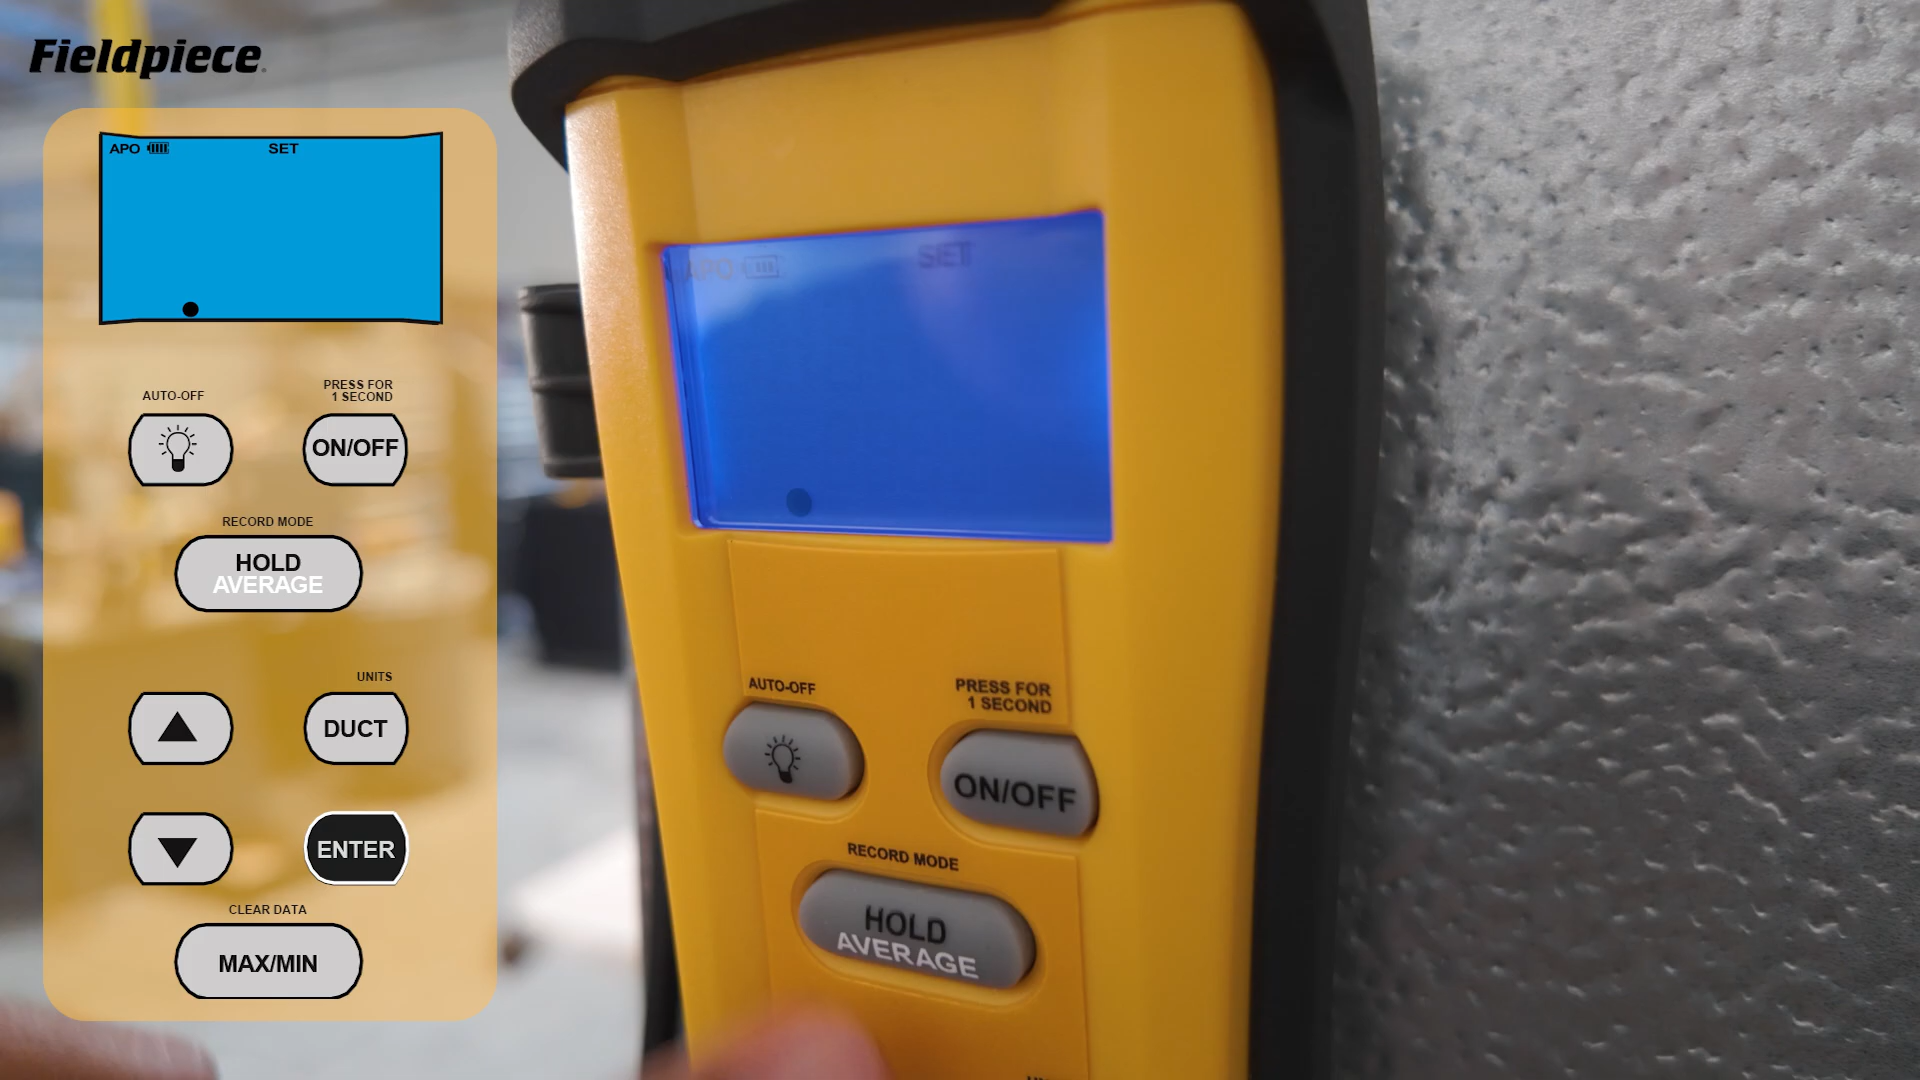 Fieldpiece
APO SET
AUTO-OFF
PRESS FOR
1 SECOND
ON/OFF
RECORD MODE
HOLD
AVERAGE
UNITS
DUCT
ENTER
CLEAR DATA
MAX/MIN
APO SET
AUTO-OFF
PRESS FOR
1 SECOND
ON/OFF
RECORD MODE
HOLD
AVERAGE